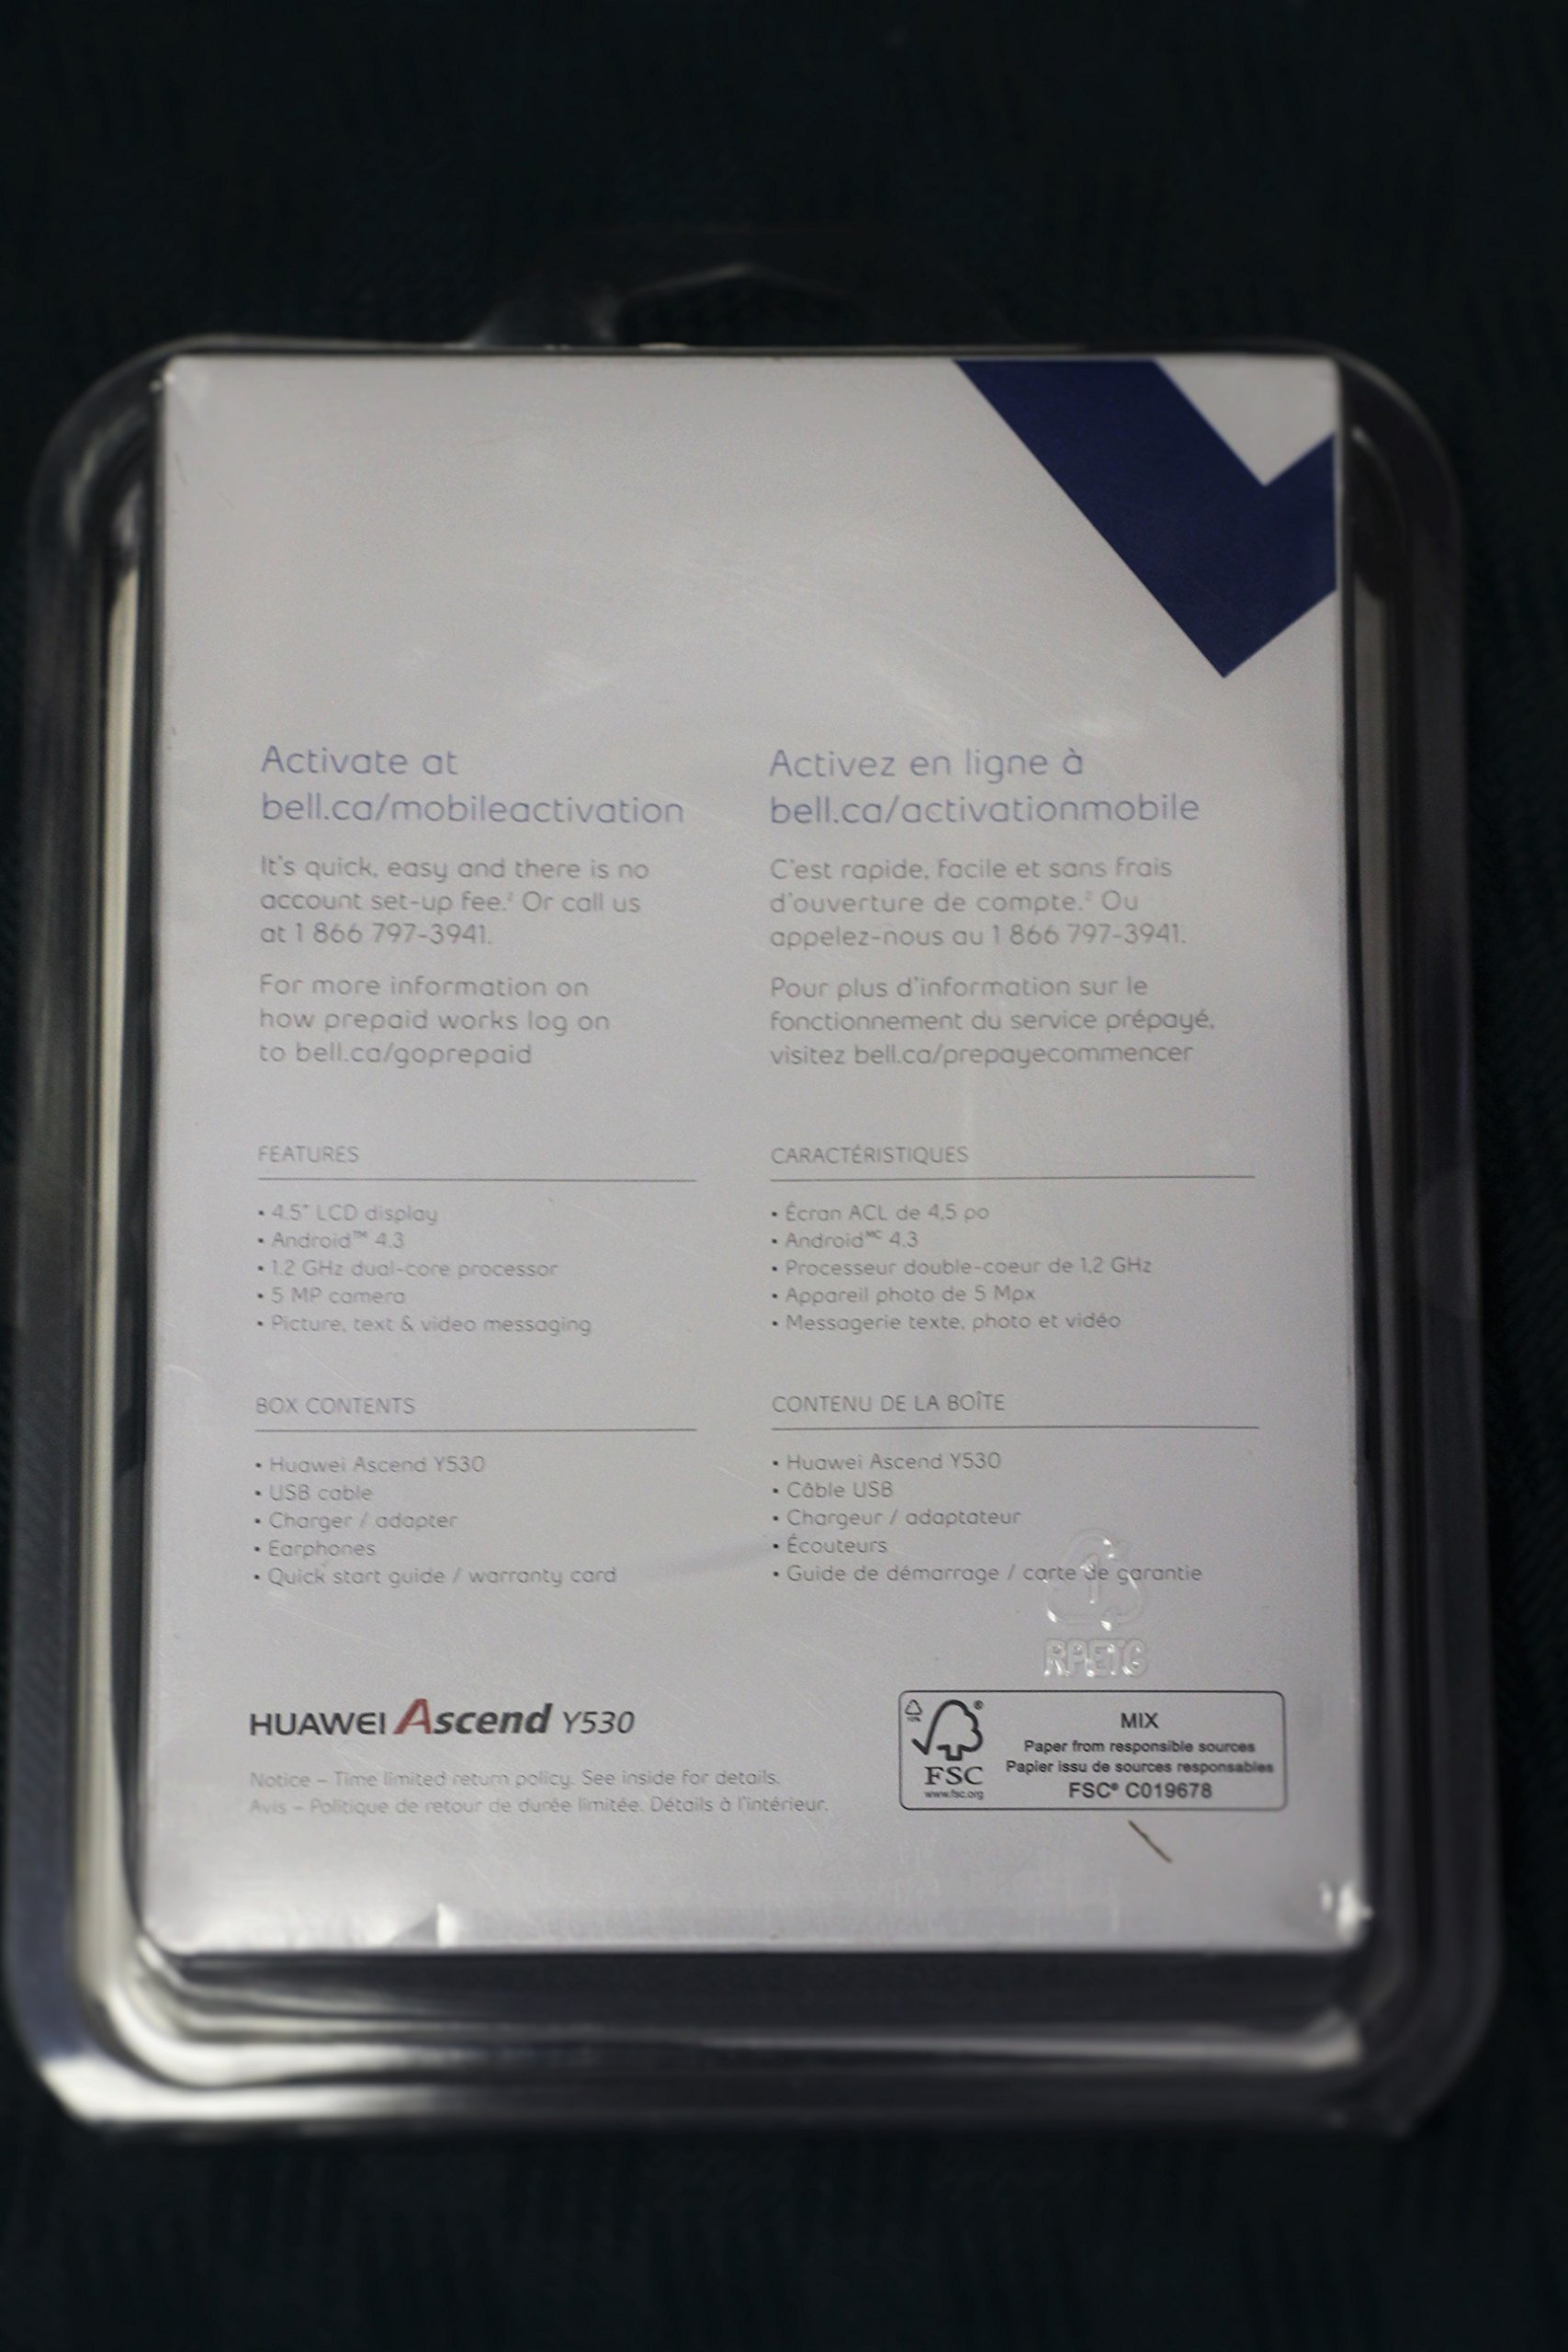 Activate at
bell.ca/mobileactivation
It's quick, easy and there is no
account set-up fee.² Or call us
at 1 866 797-3941.
For more information on
how prepaid works log on
to bell.ca/goprepaid
FEATURES
• 4.5" LCD display
• Android™ 4.3
• 1.2 GHz dual-core processor
• 5 MP camera
• Picture, text & video messaging
BOX CONTENTS
• Huawei Ascend Y530
• USB cable
• Charger / adapter
• Earphones
• Quick start guide / warranty card
Activez en ligne à
bell.ca/activationmobile
C'est rapide, facile et sans frais
d'ouverture de compte.² Ou
appelez-nous au 1 866 797-3941.
Pour plus d'information sur le
fonctionnement du service prépayé,
visitez bell.ca/prepayecommencer
CARACTÉRISTIQUES
• Écran ACL de 4,5 po
• Android ᴹᶜ 4.3
• Processeur double-coeur de 1,2 GHz
• Appareil photo de 5 Mpx
• Messagerie texte, photo et vidéo
CONTENU DE LA BOÎTE
• Huawei Ascend Y530
• Câble USB
• Chargeur / adaptateur
• Écouteurs
• Guide de démarrage / carte de garantie
1
RPETG
HUAWEI Ascend Y530
Notice – Time limited return policy. See inside for details.
Avis – Politique de retour de durée limitée. Détails à l'intérieur.
FSC
www.fsc.org
MIX
Paper from responsible sources
Papier issu de sources responsables
FSC® C019678